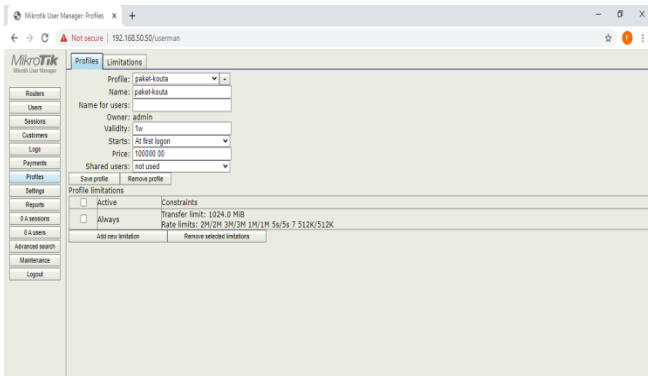 Mikrotik User Manager: Profiles
Not secure | 192.168.50.50/userman
MikroTik
Mikrotik User Manager
Routers
Users
Sessions
Customers
Logs
Payments
Profiles
Settings
Reports
0 A sessions
0 A users
Advanced search
Maintenance
Logout
Profiles Limitations
Profile: paket-kouta
Name: paket-kouta
Name for users:
Owner: admin
Validity: 1w
Starts: At first logon
Price: 100000.00
Shared users: not used
Save profile Remove profile
Profile limitations
Active Constraints
Always Transfer limit: 1024.0 MiB
Rate limits: 2M/2M 3M/3M 1M/1M 5s/5s 7 512K/512K
Add new limitation Remove selected limitations